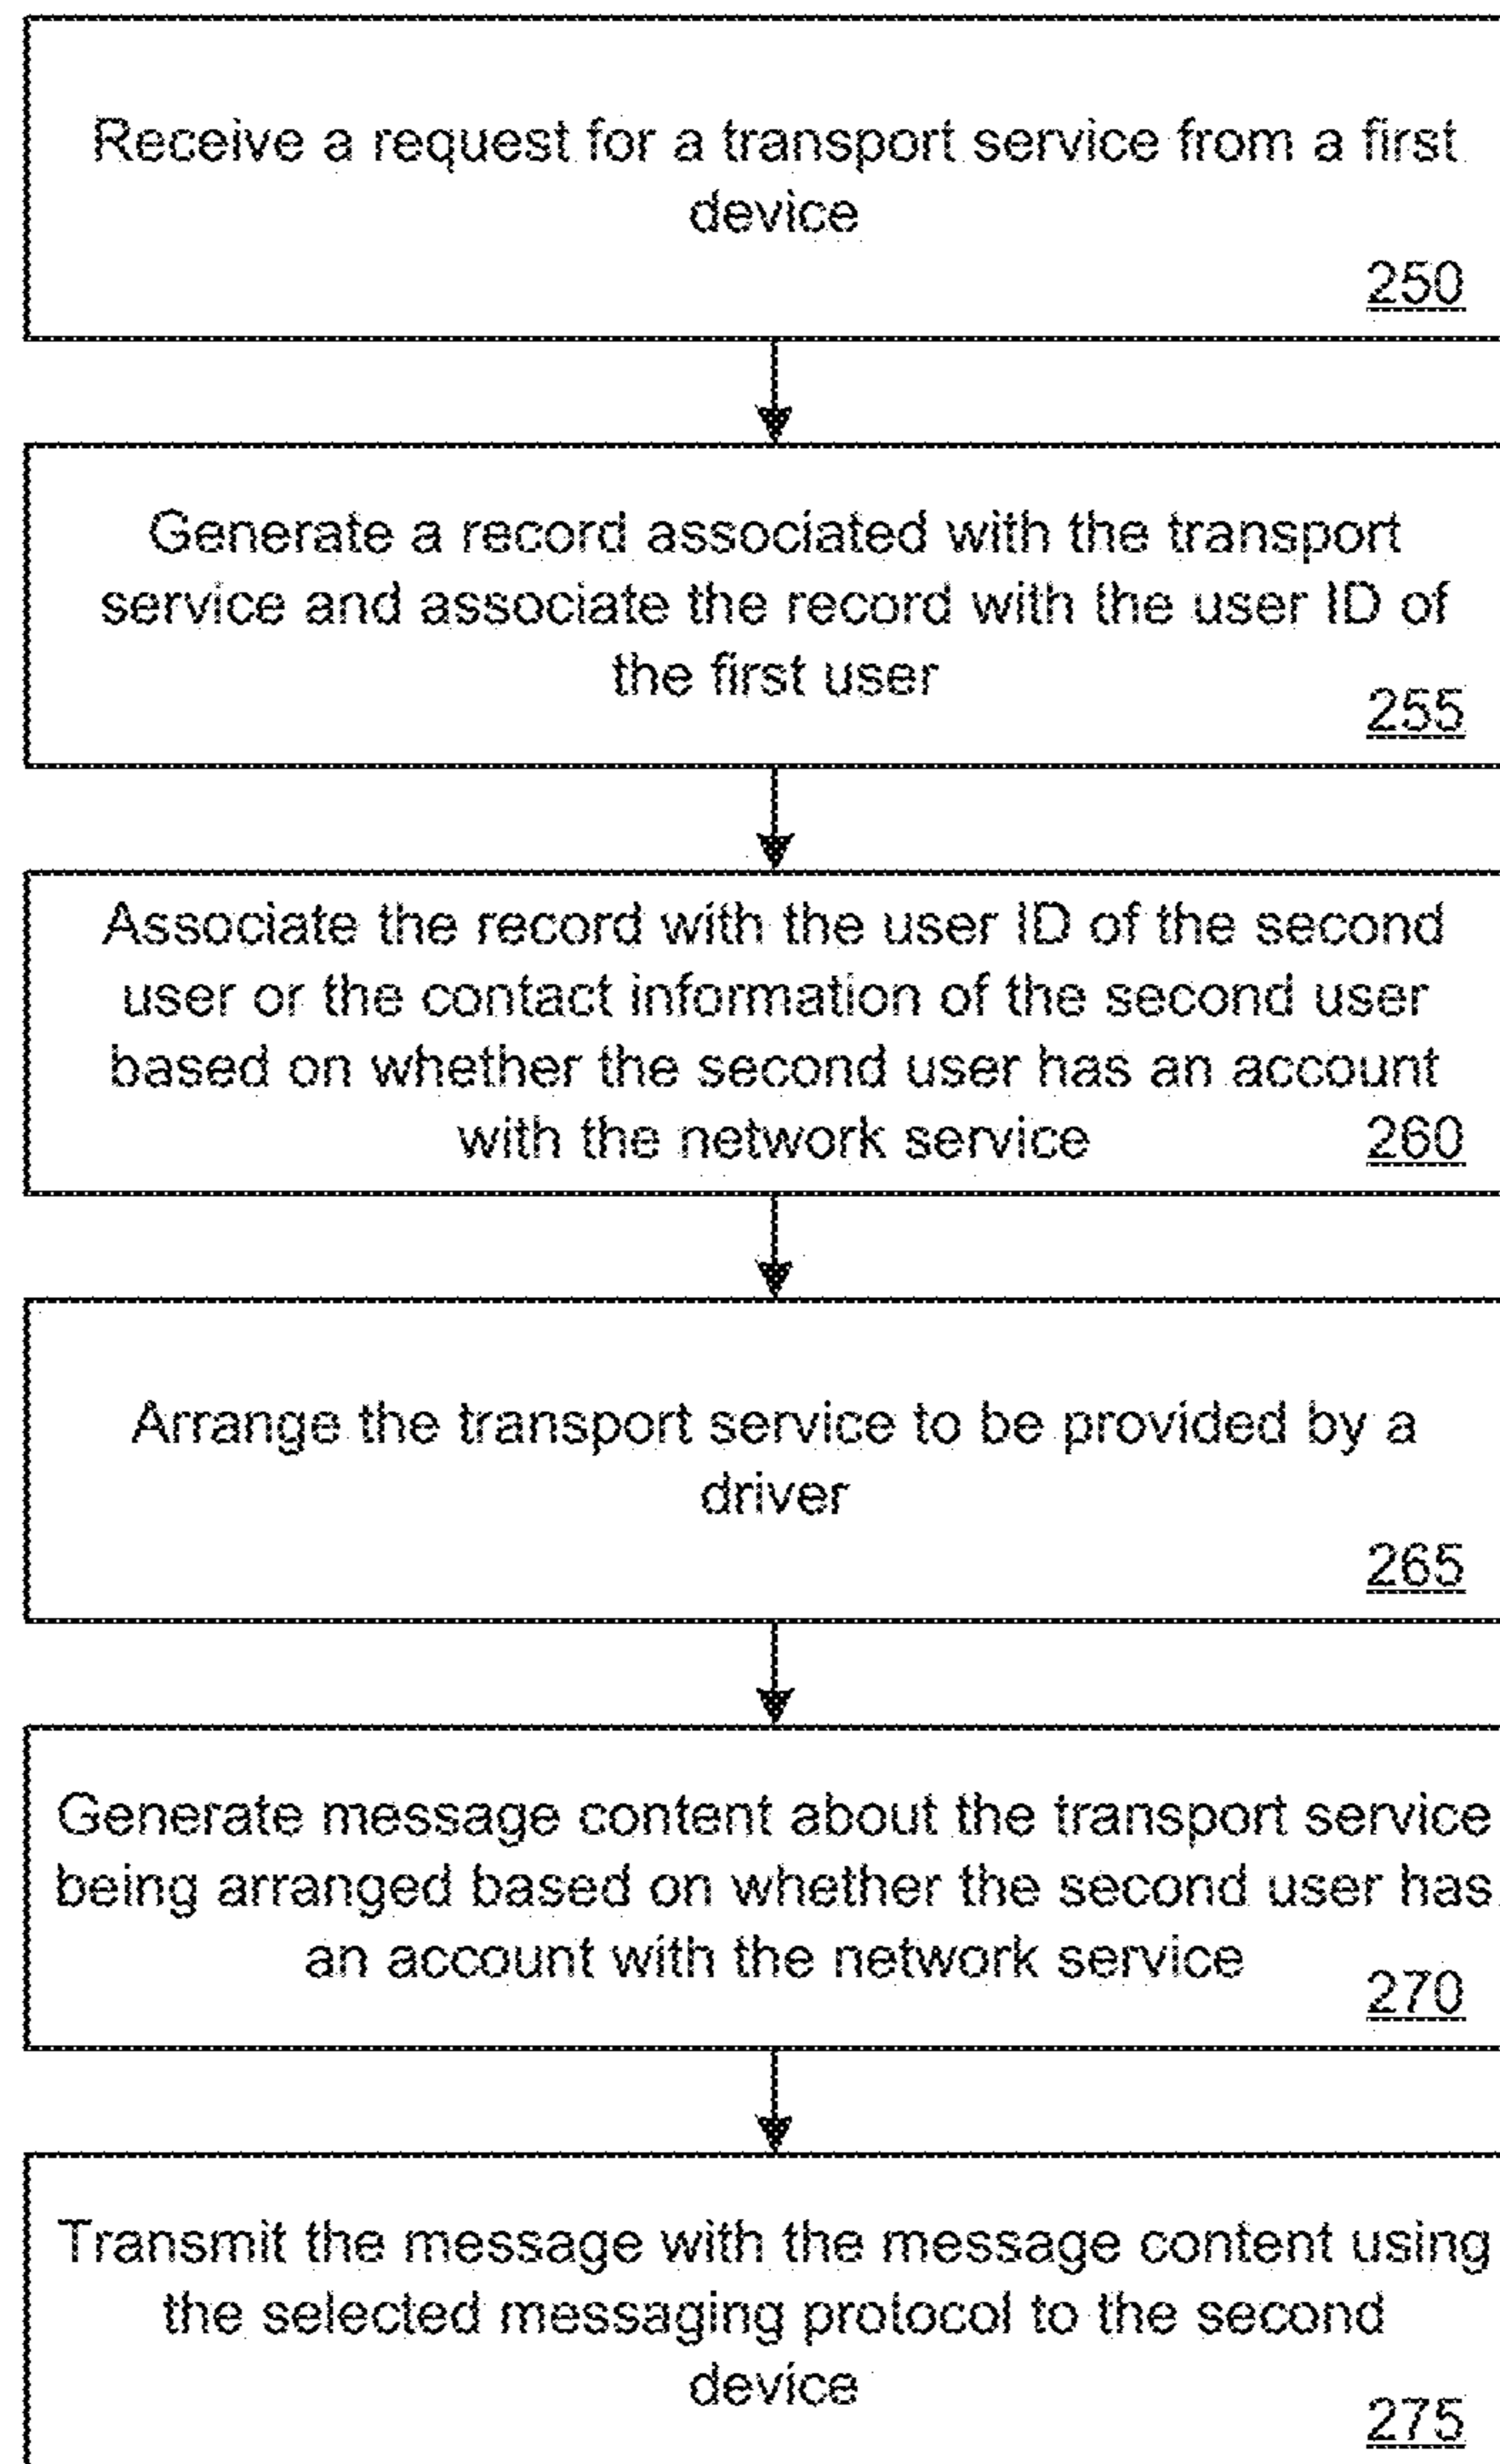 Receive a request for a transport service from a first
device
250
Generate a record associated with the transport
service and associate the record with the user ID of
the first user
255
Associate the record with the user ID of the second
user or the contact information of the second user
based on whether the second user has an account
with the network service 260
Arrange the transport service to be provided by a
driver
265
Generate message content about the transport service
being arranged based on whether the second user has
an account with the network service
270
Transmit the message with the message content using
the selected messaging protocol to the second
device
275